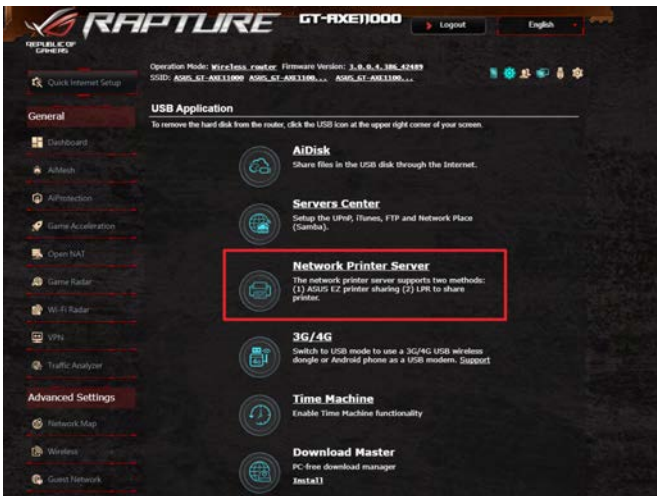 RAPTURE
REPUBLIC OF
GAMERS
GT-AXE11000
Logout
English
Operation Mode: Wireless router Firmware Version: 3.0.0.4.386_42489
SSID: ASUS_GT-AXE11000 ASUS_GT-AXE1100... ASUS_GT-AXE1100...
Quick Internet Setup
General
Dashboard
AiMesh
AiProtection
Game Acceleration
Open NAT
Game Radar
Wi-Fi Radar
VPN
Traffic Analyzer
Advanced Settings
Network Map
Wireless
Guest Network
USB Application
To remove the hard disk from the router, click the USB icon at the upper right corner of your screen.
AiDisk
Share files in the USB disk through the Internet.
Servers Center
Setup the UPnP, iTunes, FTP and Network Place
(Samba).
Network Printer Server
The network printer server supports two methods:
(1) ASUS EZ printer sharing (2) LPR to share
printer.
3G/4G
Switch to USB mode to use a 3G/4G USB wireless
dongle or Android phone as a USB modem. Support
Time Machine
Enable Time Machine functionality
Download Master
PC-free download manager
Install